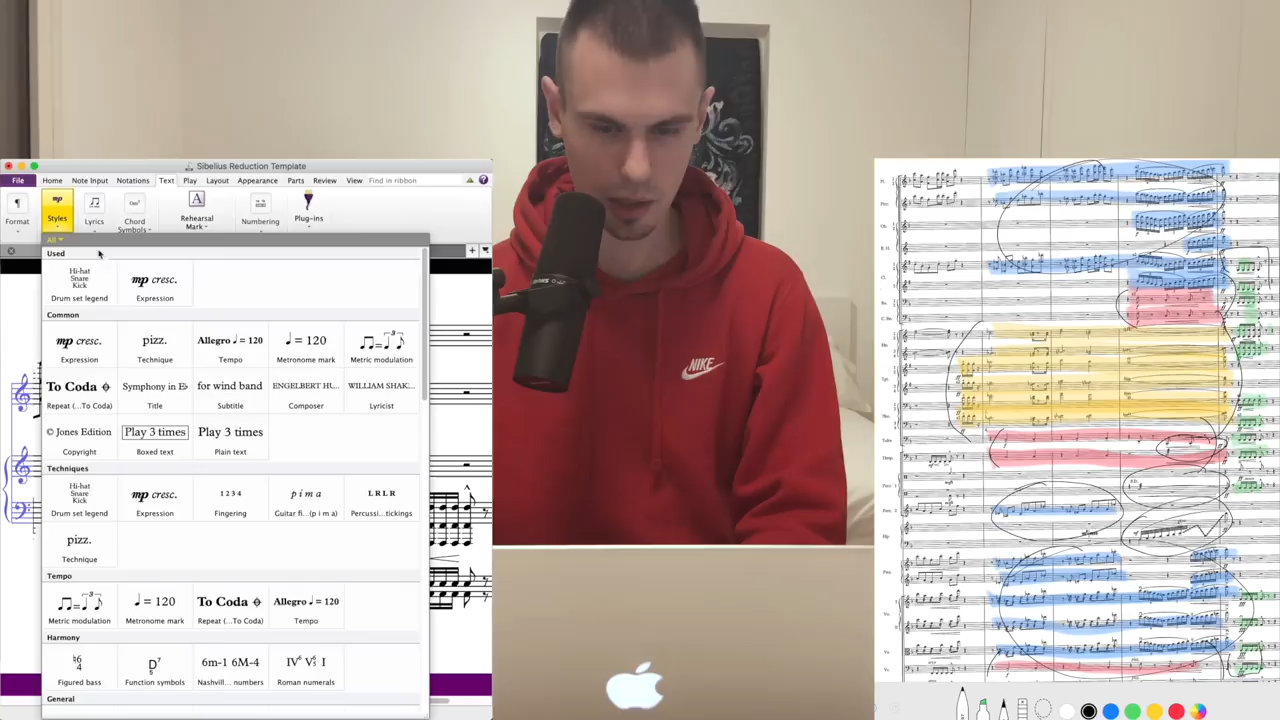 Sibelius Reduction Template
File Home Note Input Notations Text Play Layout Appearance Parts Review View Find in ribbon
Format
mp
Styles
Lyrics
Chord
Symbols
A
Rehearsal
Mark
Numbering
Plug-ins
All
Used
Hi-hat
Snare
Kick
Drum set legend
mp cresc.
Expression
Common
mp cresc.
Expression
pizz.
Technique
Allegro ♩ = 120
Tempo
♩ = 120
Metronome mark
3
Metric modulation
To Coda
Repeat (...To Coda)
Symphony in E♭
Title
for wind band
Subtitle
ENGELBERT HU...
Composer
WILLIAM SHAK...
Lyricist
© Jones Edition
Copyright
Play 3 times
Boxed text
Play 3 times
Plain text
Techniques
Hi-hat
Snare
Kick
Drum set legend
mp cresc.
Expression
1 2 3 4
Fingering
p i m a
Guitar fi...(p i m a)
L R L R
Percussi...tickings
pizz.
Technique
Tempo
3
Metric modulation
♩ = 120
Metronome mark
To Coda
Repeat (...To Coda)
Allegro ♩ = 120
Tempo
Harmony
♮6
4
Figured bass
D7
5
Function symbols
6m-1 6M-4
Nashvill... numbers
Roman numerals
General
NIKE